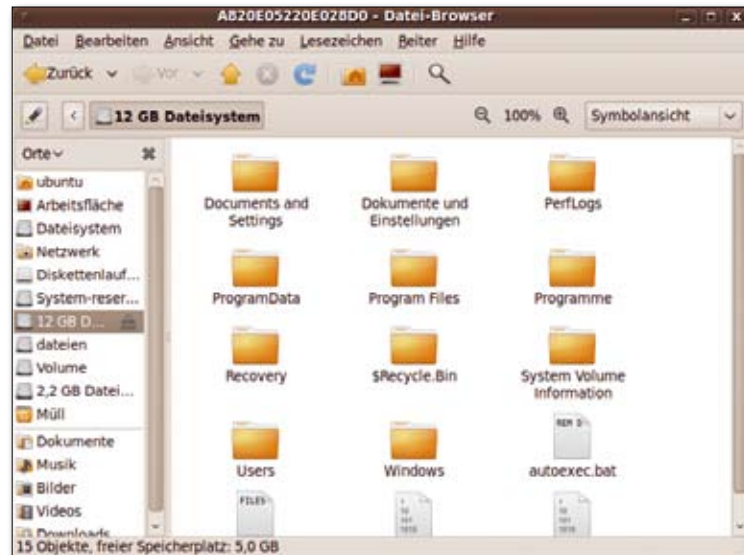 A820E05220E028D0 - Datei-Browser
Datei Bearbeiten Ansicht Gehe zu Lesezeichen Reiter Hilfe
Zurück Vor
12 GB Dateisystem 100% Symbolansicht
Orte
ubuntu
Arbeitsfläche
Dateisystem
Netzwerk
Diskettenlauf...
System-reser...
12 GB D...
dateien
Volume
2,2 GB Datei...
Müll
Dokumente
Musik
Bilder
Videos
Downloads
Documents and
Settings
Dokumente und
Einstellungen
PerfLogs
ProgramData
Program Files
Programme
Recovery
$Recycle.Bin
System Volume
Information
Users
Windows
REM D
autoexec.bat
FILES
15 Objekte, freier Speicherplatz: 5,0 GB